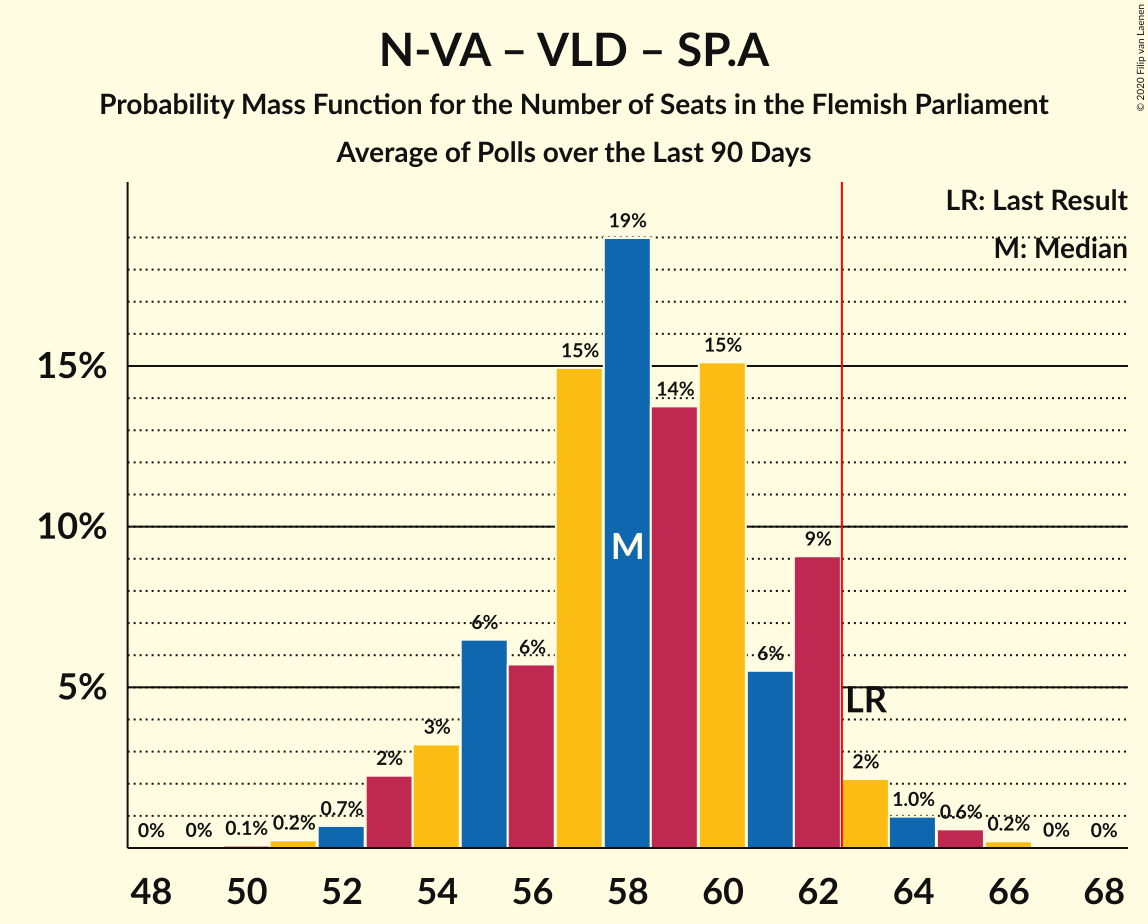 N-VA – VLD – SP.A
Probability Mass Function for the Number of Seats in the Flemish Parliament
Average of Polls over the Last 90 Days
© 2020 Filip van Laenen
LR: Last Result
M: Median
19%
15%
15%
15%
14%
10%
M
9%
6%
6%
6%
5%
LR
3%
2%
2%
0%
0%
0.1%
0.2%
0.7%
1.0%
0.6%
0.2%
0%
0%
48 50 52 54 56 58 60 62 64 66 68